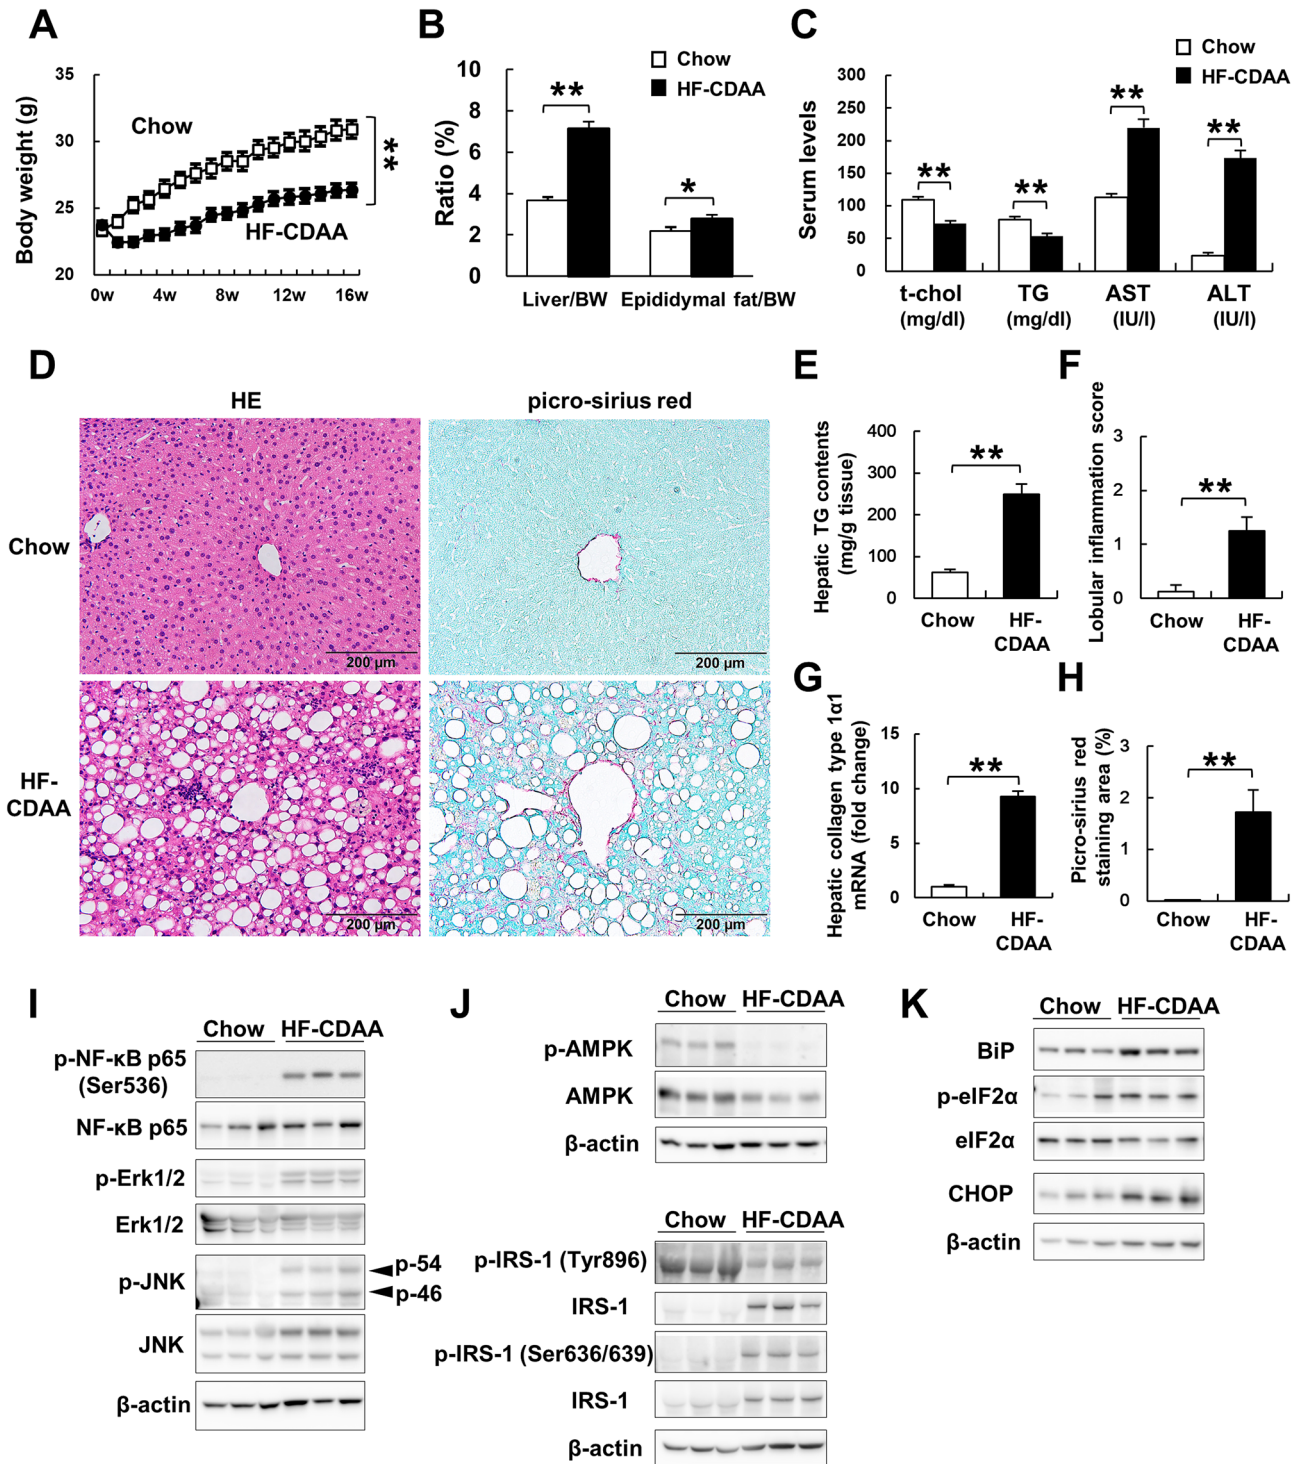 A
Body weight (g)
35
30
25
20
Chow
HF-CDAA
**
0w 4w 8w 12w 16w
B
Chow
HF-CDAA
Ratio (%)
10
8
6
4
2
0
**
*
Liver/BW Epididymal fat/BW
C
Chow
HF-CDAA
Serum levels
300
250
200
150
100
50
0
**
**
**
**
t-chol TG AST ALT
(mg/dl) (mg/dl) (IU/l) (IU/l)
D
HE picro-sirius red
Chow
200 μm
200 μm
HF-
CDAA
200 μm
200 μm
E
Hepatic TG contents
(mg/g tissue)
400
300
200
100
0
**
Chow HF-
CDAA
F
Lobular inflammation score
3
2
1
0
**
Chow HF-
CDAA
G
Hepatic collagen type 1α1
mRNA (fold change)
15
10
5
0
**
Chow HF-
CDAA
H
Picro-sirius red
staining area (%)
3
2
1
0
**
Chow HF-
CDAA
I
Chow HF-CDAA
p-NF-κB p65
(Ser536)
NF-κB p65
p-Erk1/2
Erk1/2
p-JNK
p-54
p-46
JNK
β-actin
J
Chow HF-CDAA
p-AMPK
AMPK
β-actin
Chow HF-CDAA
p-IRS-1 (Tyr896)
IRS-1
p-IRS-1 (Ser636/639)
IRS-1
β-actin
K
Chow HF-CDAA
BiP
p-eIF2α
eIF2α
CHOP
β-actin